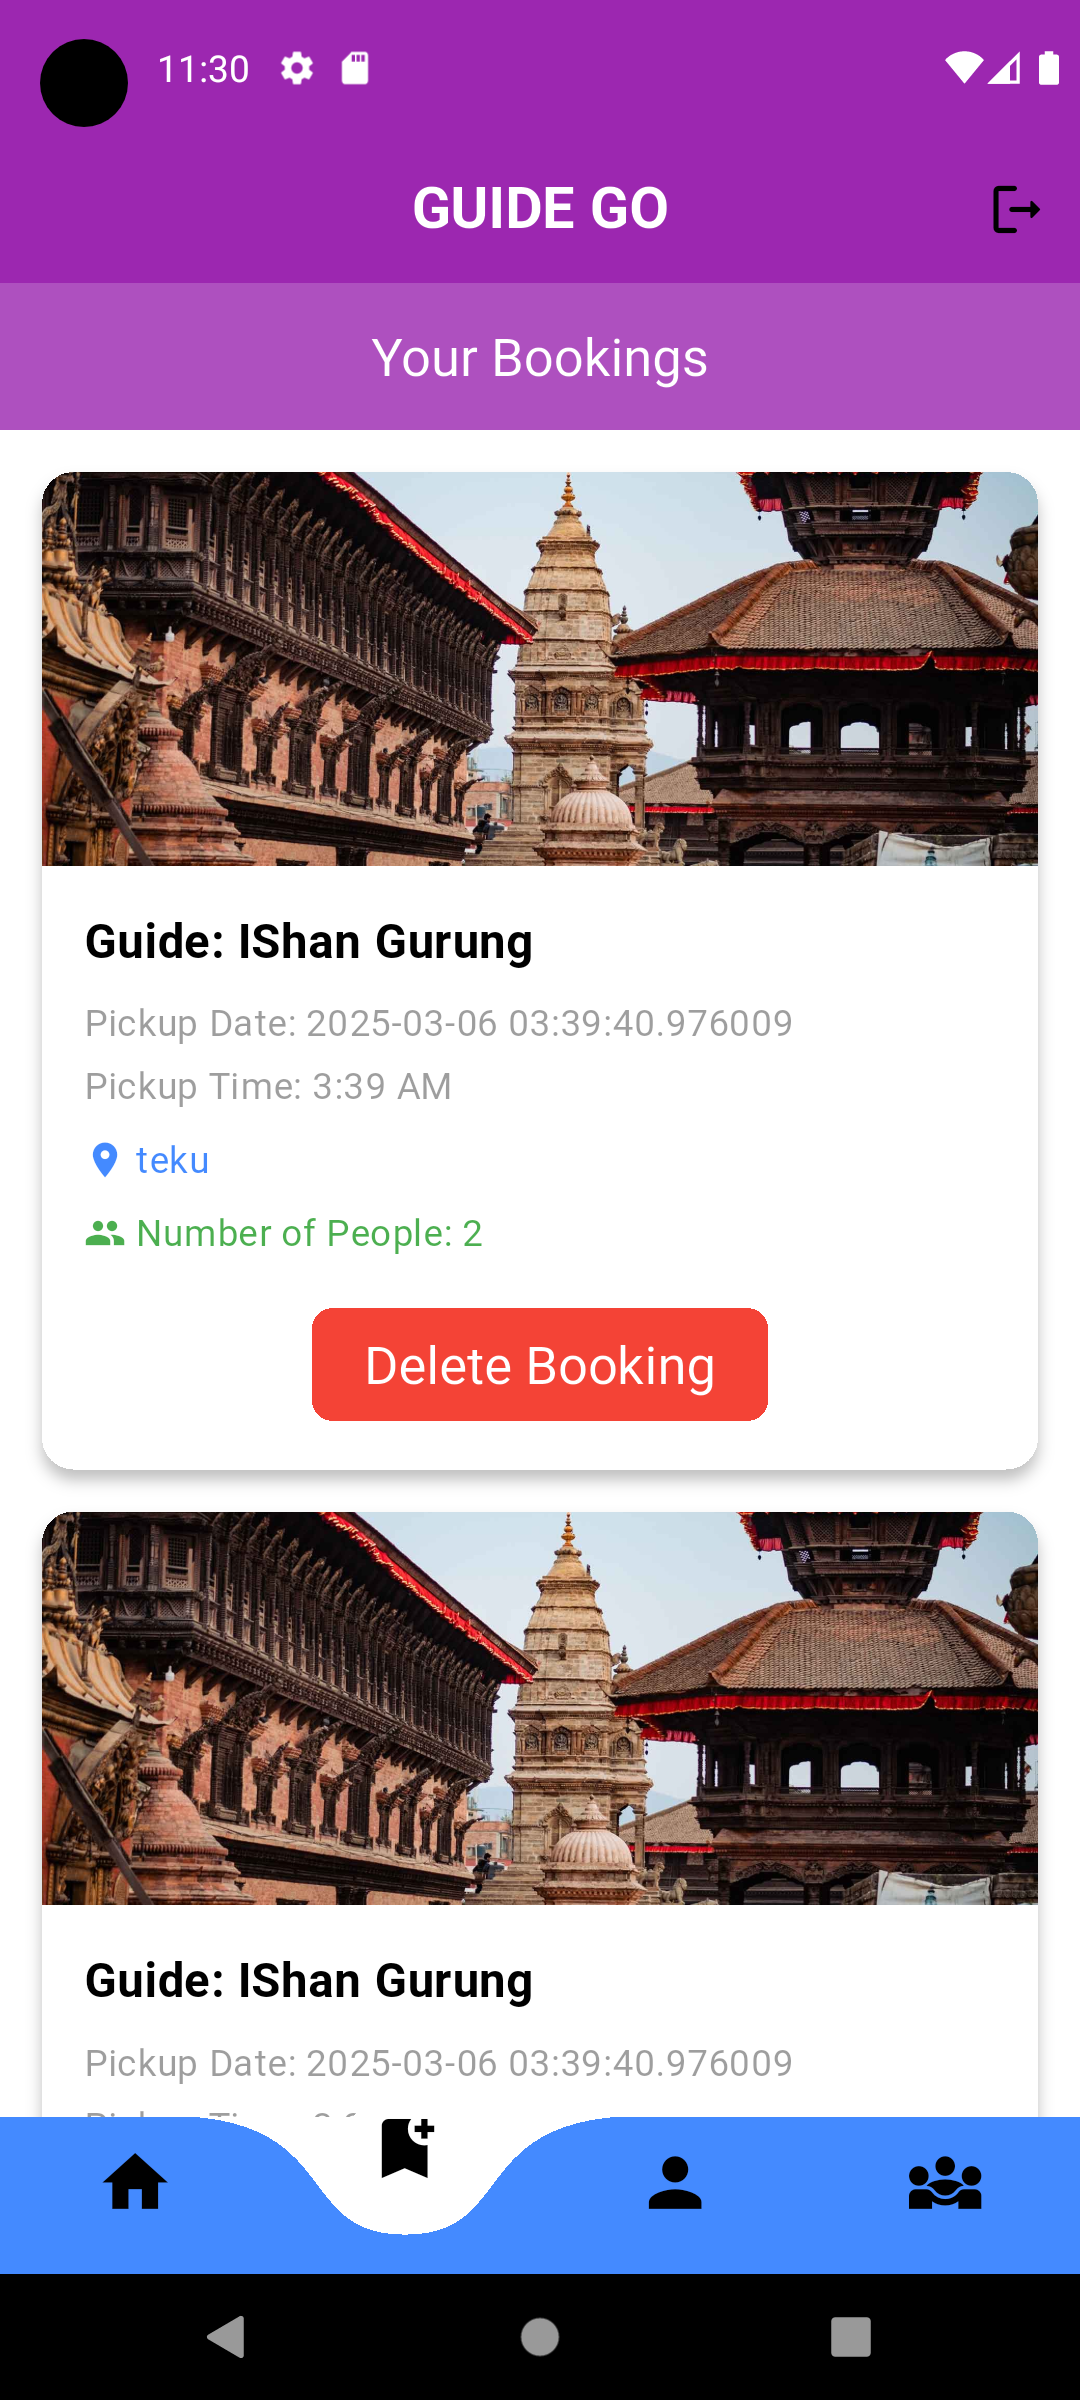 11:30
GUIDE GO
Your Bookings
Guide: IShan Gurung
Pickup Date: 2025-03-06 03:39:40.976009
Pickup Time: 3:39 AM
teku
Number of People: 2
Delete Booking
Guide: IShan Gurung
Pickup Date: 2025-03-06 03:39:40.976009